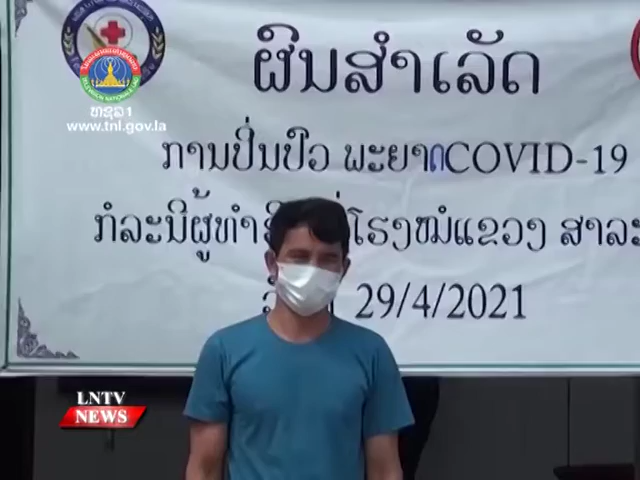 ທຊລ 1
www.tnl.gov.la
ຜົນສຳເລັດ
ການປິ່ນປົວ ພະຍາດCOVID-19
ກໍລະນີຜູ້ທຳ ໂຮງໝໍແຂວງ ສາລະ
29/4/2021
LNTV
NEWS